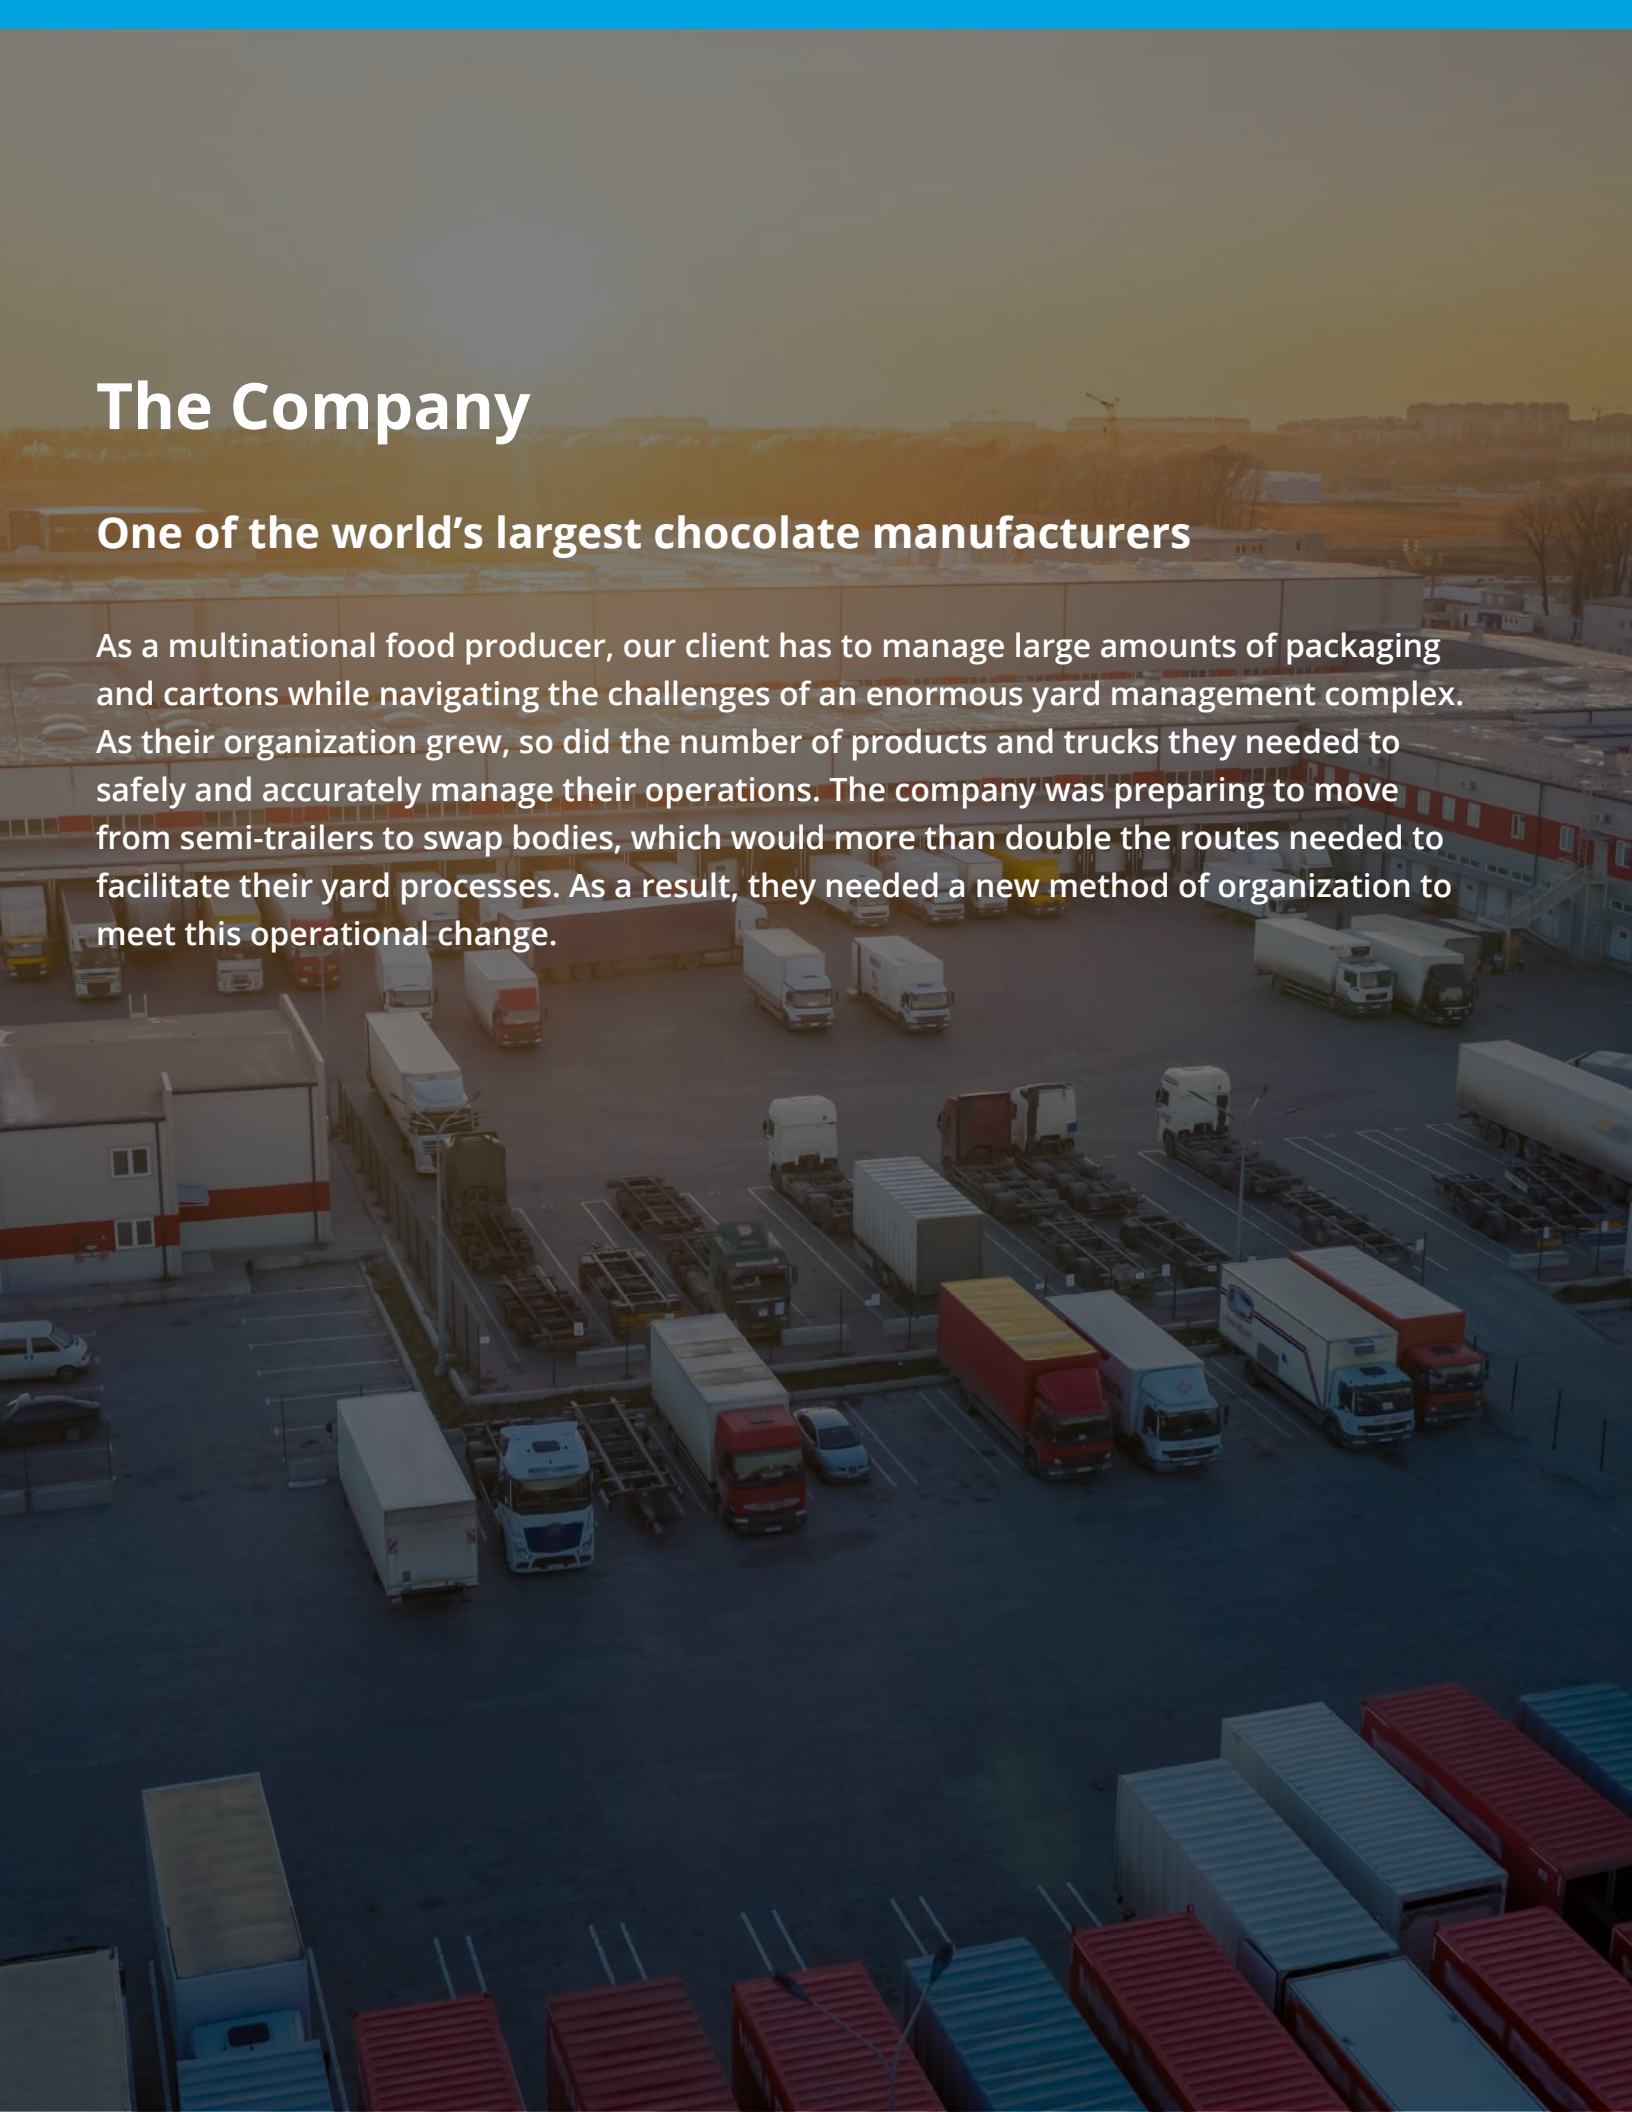 The Company
One of the world’s largest chocolate manufacturers
As a multinational food producer, our client has to manage large amounts of packaging
and cartons while navigating the challenges of an enormous yard management complex.
As their organization grew, so did the number of products and trucks they needed to
safely and accurately manage their operations. The company was preparing to move
from semi-trailers to swap bodies, which would more than double the routes needed to
facilitate their yard processes. As a result, they needed a new method of organization to
meet this operational change.